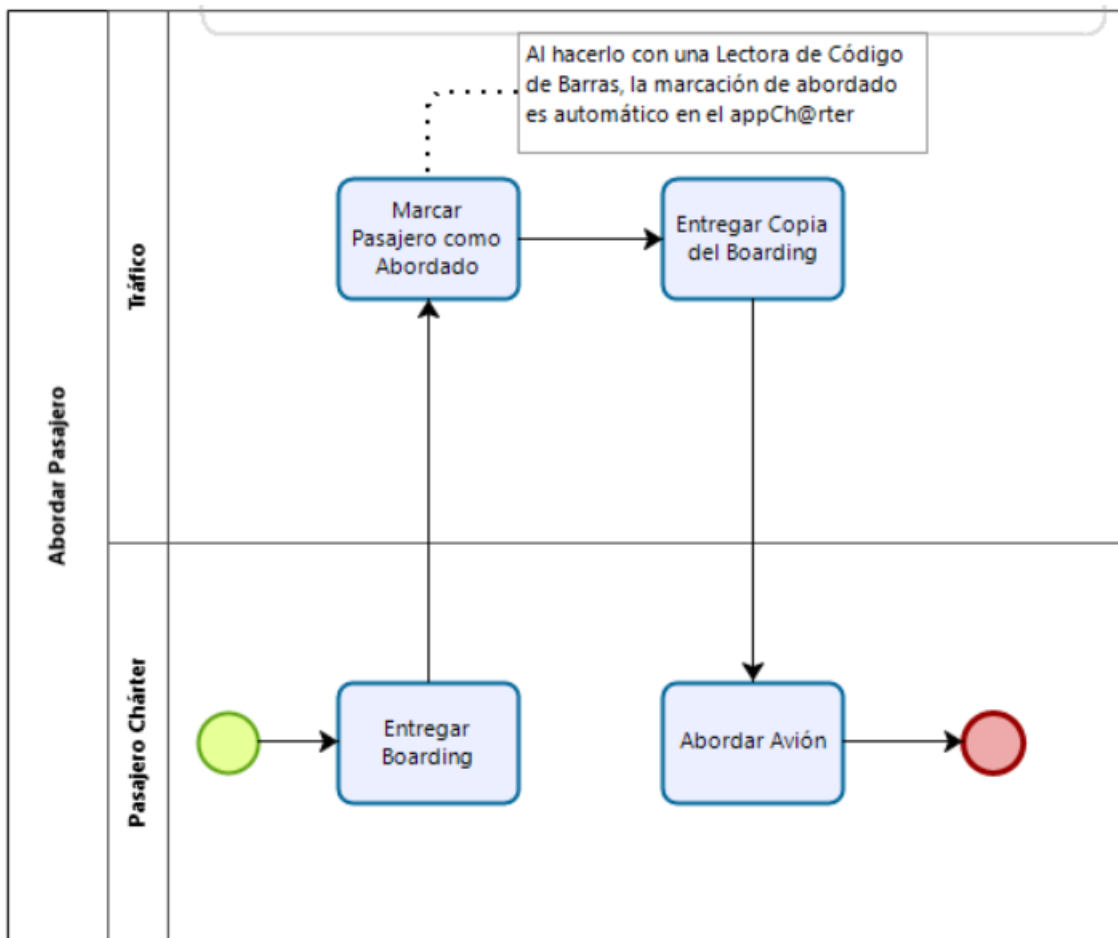 Abordar Pasajero
Tráfico
Al hacerlo con una Lectora de Código
de Barras, la marcación de abordado
es automático en el appCh@rter
Marcar
Pasajero como
Abordado
Entregar Copia
del Boarding
Pasajero Chárter
Entregar
Boarding
Abordar Avión